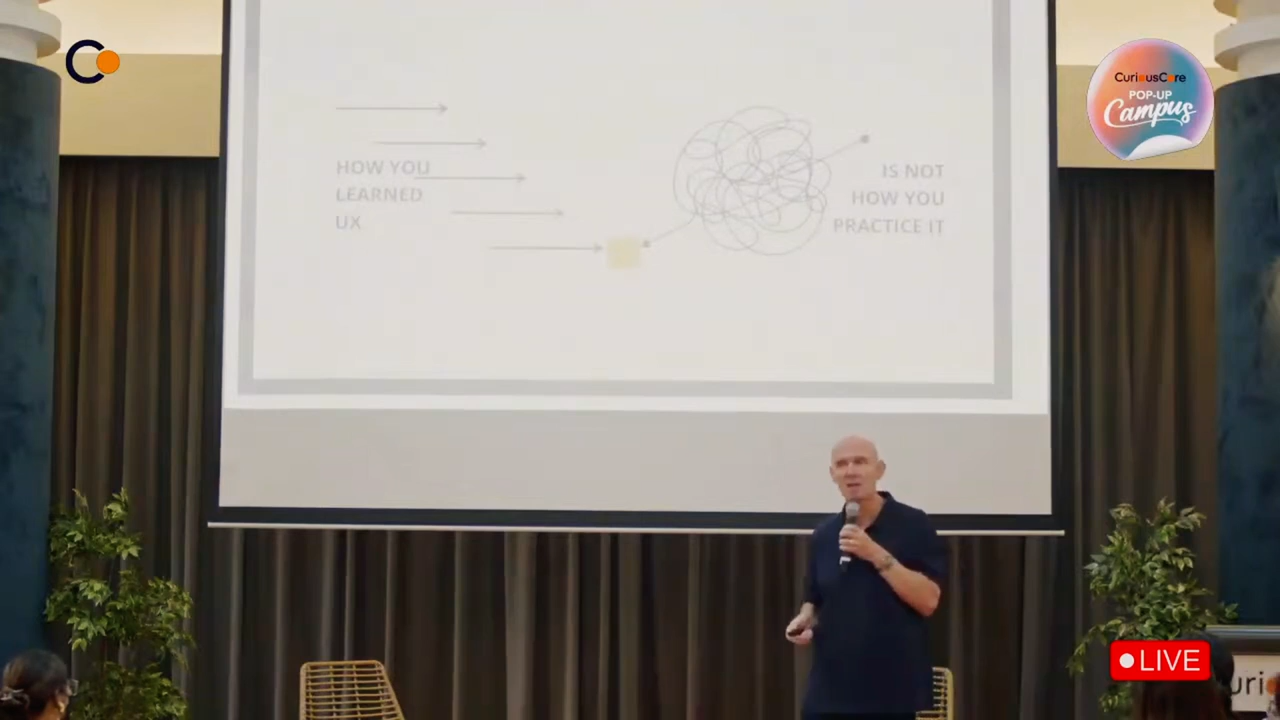 CuriousCore
POP-UP
Campus
HOW YOU
LEARNED
UX
IS NOT
HOW YOU
PRACTICE IT
LIVE